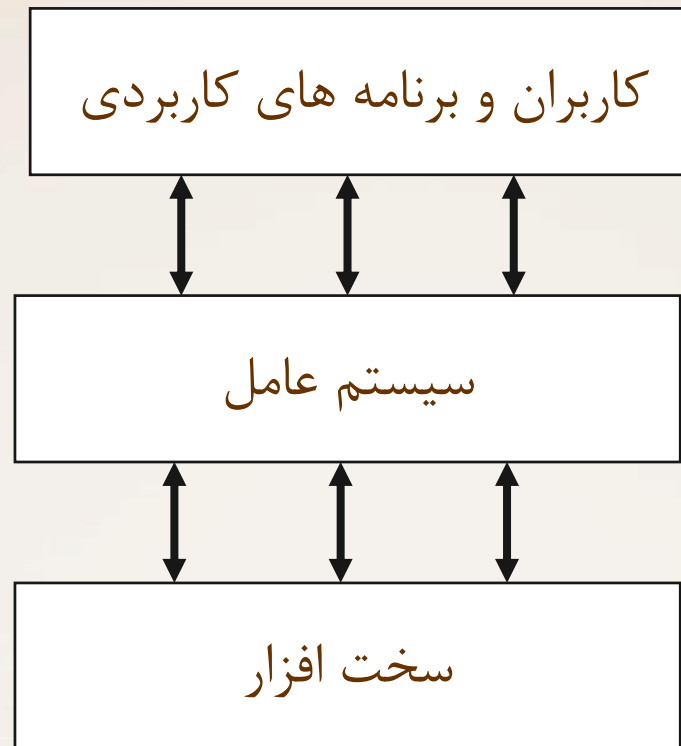 کاربران و برنامه های کاربردی
سیستم عامل
سخت افزار